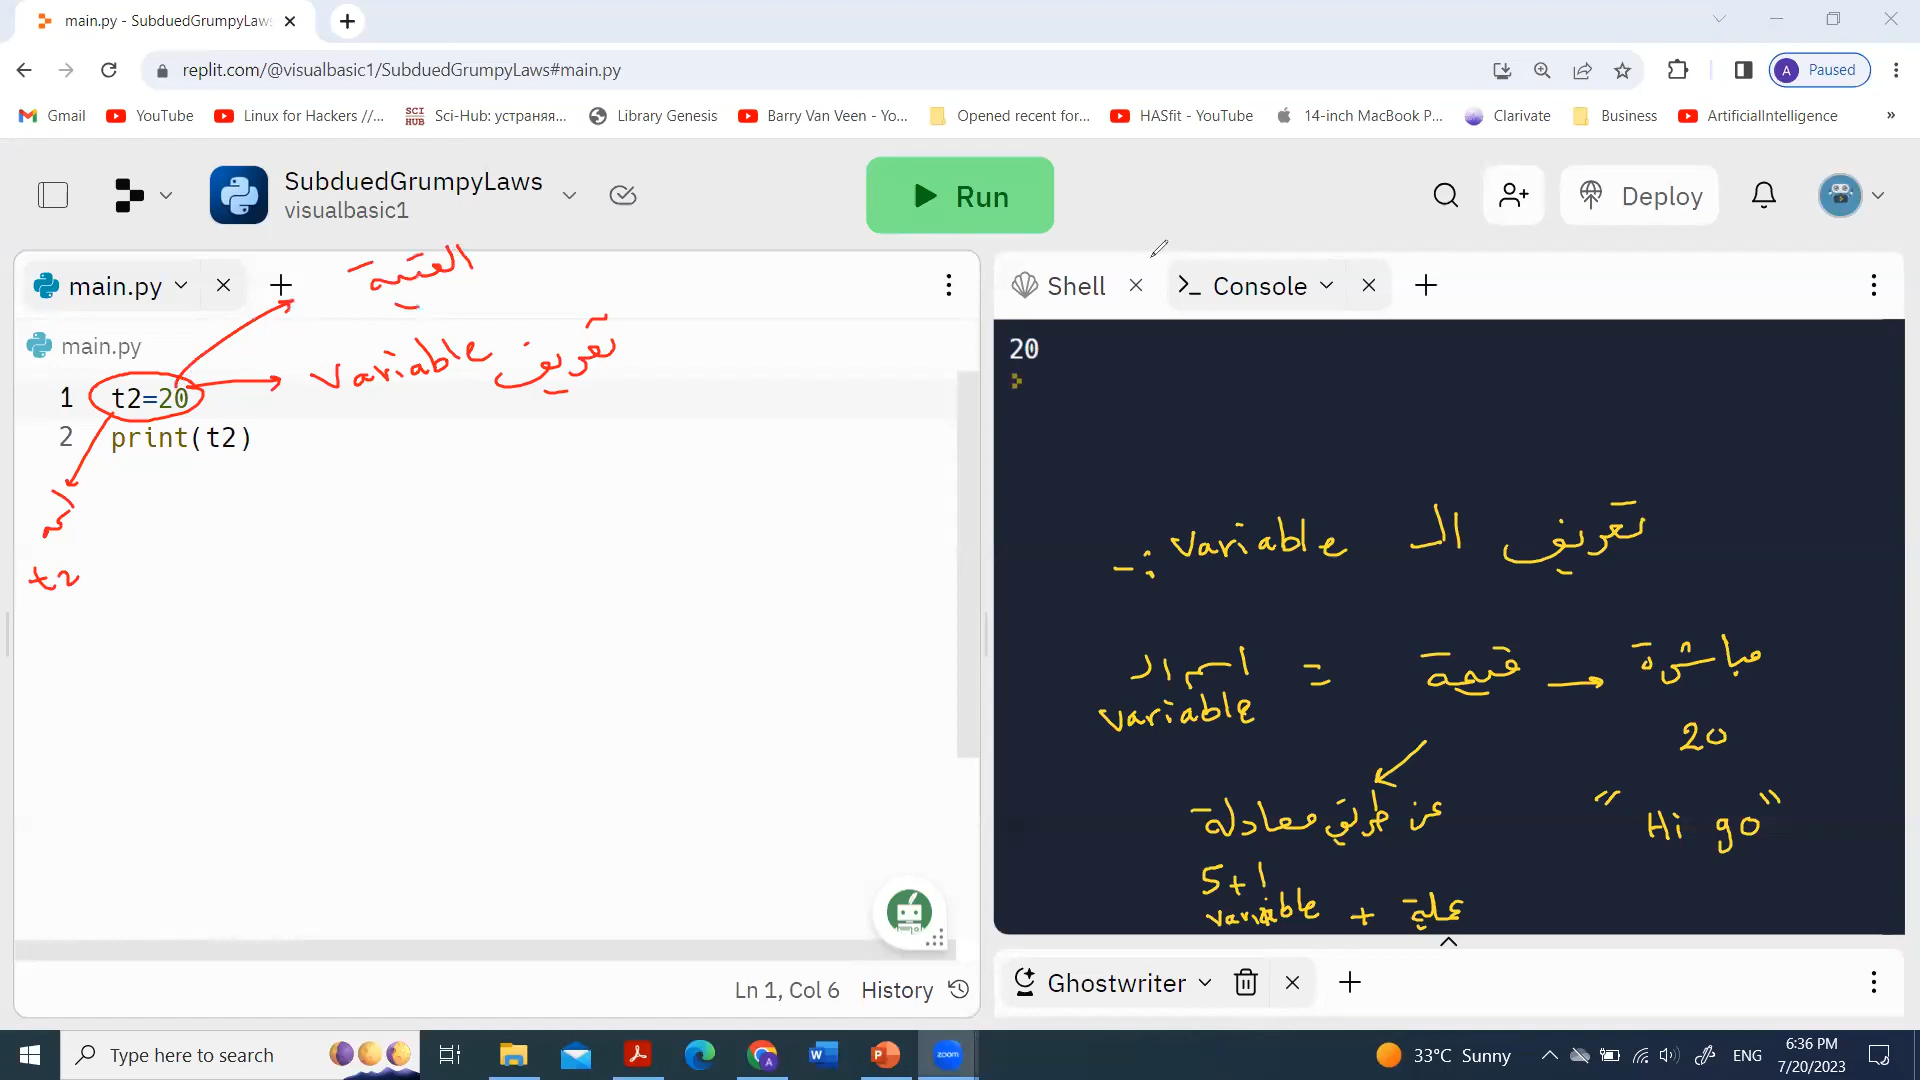 main.py - SubduedGrumpyLaws
replit.com/@visualbasic1/SubduedGrumpyLaws#main.py
Paused
Gmail
YouTube
Linux for Hackers //...
SCI HUB
Sci-Hub: устраняя...
Library Genesis
Barry Van Veen - Yo...
Opened recent for...
HASfit - YouTube
14-inch MacBook P...
Clarivate
Business
ArtificialIntelligence
»
SubduedGrumpyLaws
visualbasic1
Run
Deploy
main.py
القيمة
Shell
Console
main.py
تعريف variable
1 t2=20
2 print(t2)
t2
20
تعريف الـ variable :-
اسم الـ variable = قيمة → مباشرة
20
"Hi go"
عن طريق معادلة
5+1
variable + عملية
Ln 1, Col 6
History
Ghostwriter
Type here to search
zoom
33°C Sunny
ENG
6:36 PM
7/20/2023